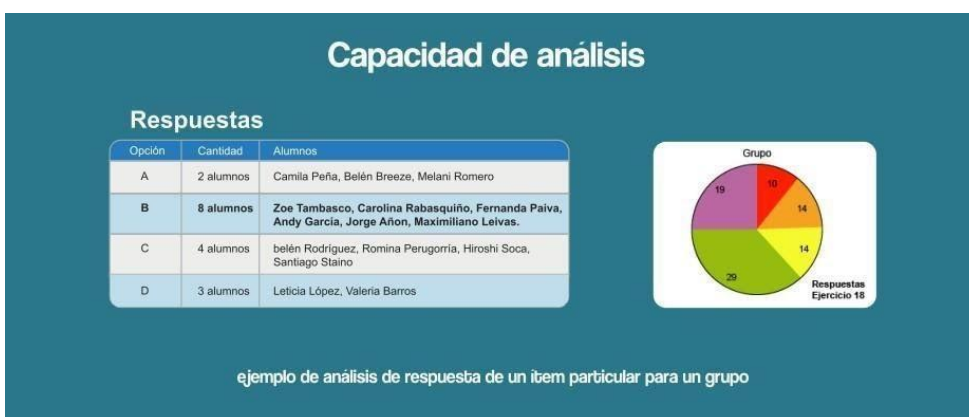 Capacidad de análisis
Respuestas
Opción Cantidad Alumnos
A 2 alumnos Camila Peña, Belén Breeze, Melani Romero
B 8 alumnos Zoe Tambasco, Carolina Rabasquiño, Fernanda Paiva,
Andy García, Jorge Añon, Maximiliano Leivas.
C 4 alumnos belén Rodríguez, Romina Perugorría, Hiroshi Soca,
Santiago Staino
D 3 alumnos Leticia López, Valeria Barros
Grupo
19
10
14
14
29
Respuestas
Ejercicio 18
ejemplo de análisis de respuesta de un ítem particular para un grupo